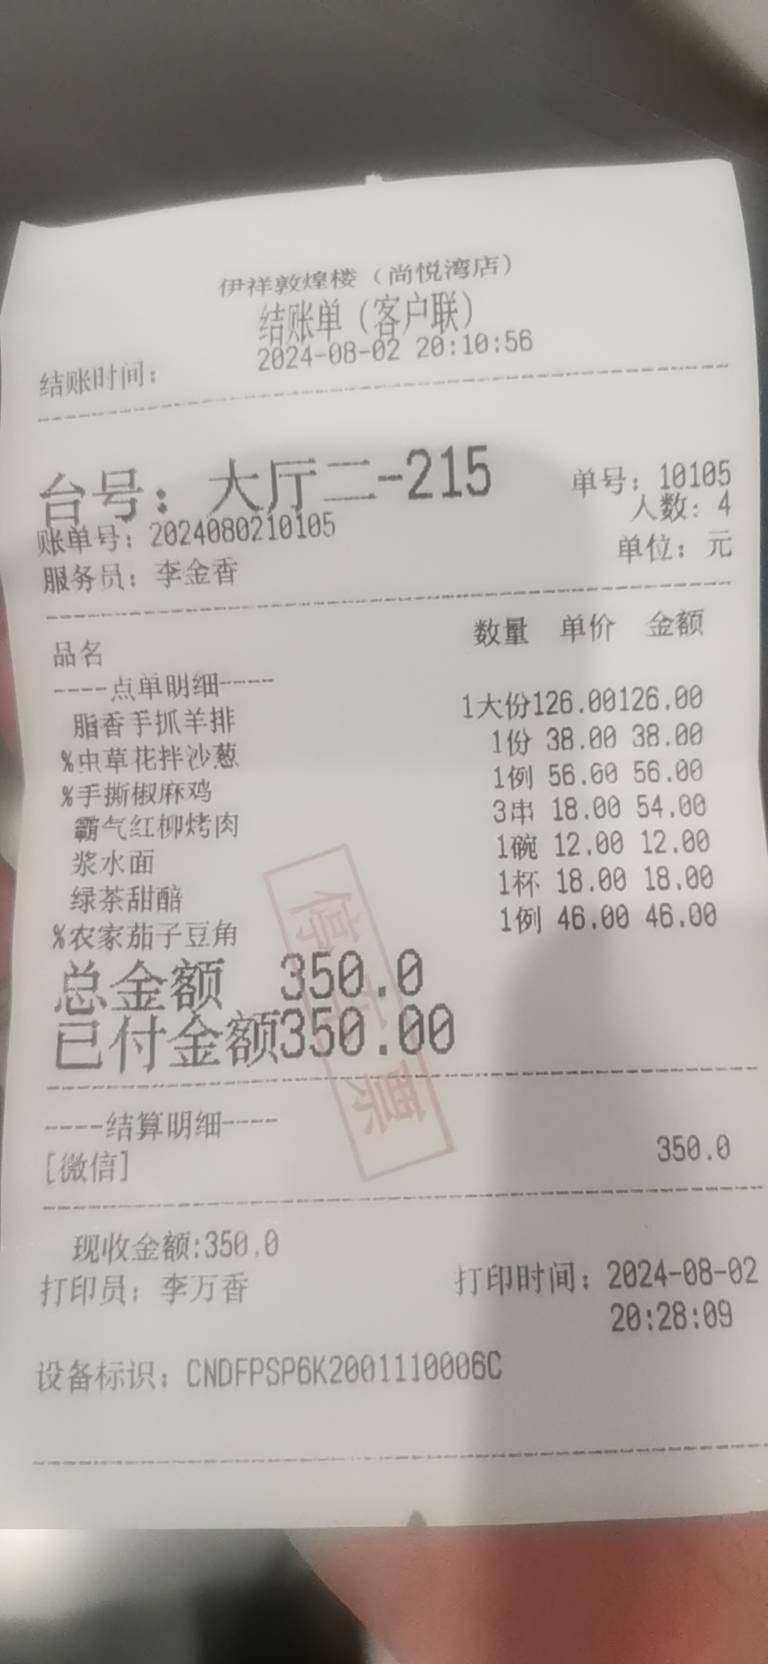 伊祥敦煌楼（尚悦湾店）
结账单（客户联）
结账时间： 2024-08-02 20:10:56
台号：大厅二-215 单号：10105
人数：4
账单号：2024080210105
服务员：李金香 单位：元
品名 数量 单价 金额
----点单明细----
脂香手抓羊排 1大份126.00126.00
%虫草花拌沙葱 1份 38.00 38.00
%手撕椒麻鸡 1例 56.00 56.00
霸气红柳烤肉 3串 18.00 54.00
浆水面 1碗 12.00 12.00
绿茶甜醅 1杯 18.00 18.00
%农家茄子豆角 1例 46.00 46.00
总金额 350.0
已付金额350.00
----结算明细----
[微信] 350.0
现收金额:350.0
打印员：李万香 打印时间：2024-08-02
20:28:09
设备标识：CNDFPSP6K2001110006C